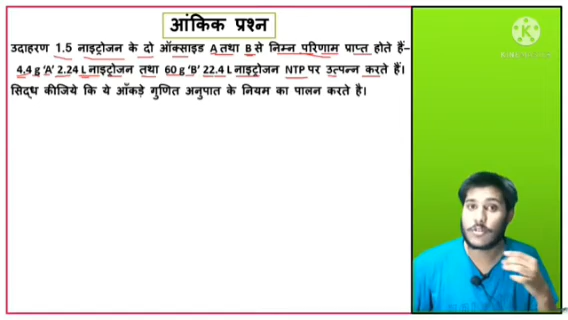 आंकिक प्रश्न
उदाहरण 1.5 नाइट्रोजन के दो ऑक्साइड A तथा B से निम्न परिणाम प्राप्त होते हैं-
4.4 g 'A' 2.24 L नाइट्रोजन तथा 60 g 'B' 22.4 L नाइट्रोजन NTP पर उत्पन्न करते हैं।
सिद्ध कीजिये कि ये आँकड़े गुणित अनुपात के नियम का पालन करते है।
K